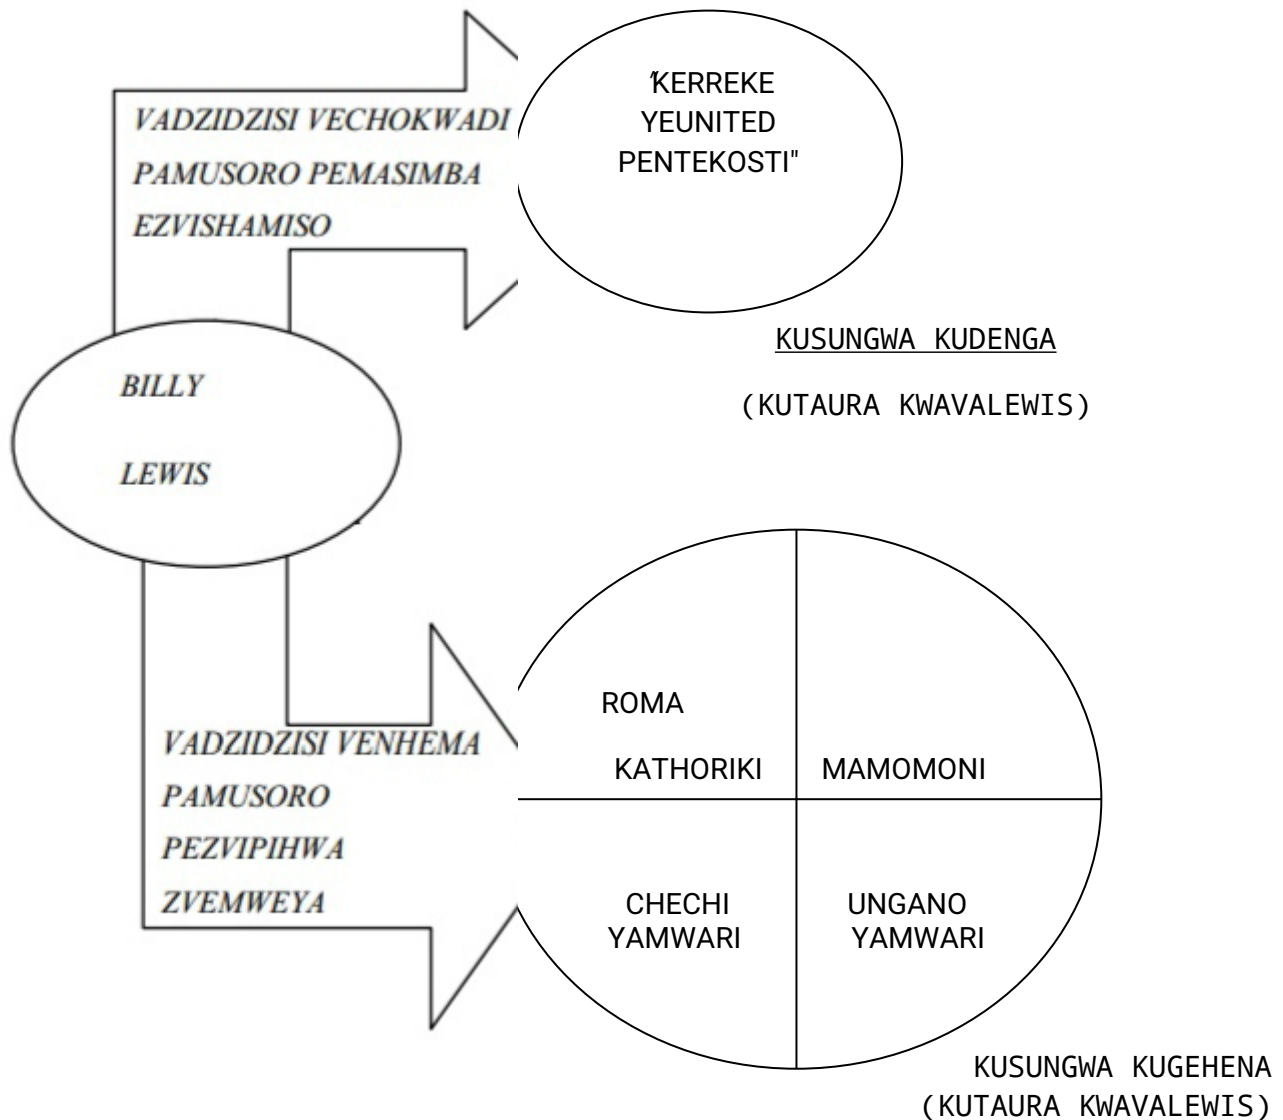 VADZIDZISI VECHOKWADI
PAMUSORO PEMASIMBA
EZVISHAMISO
"KERREKE
YEUNITED
PENTEKOSTI"
KUSUNGWA KUDENGA
(KUTAURA KWAVALEWIS)
BILLY
LEWIS
VADZIDZISI VENHEMA
PAMUSORO
PEZVIPIHWA
ZVEMWEYA
ROMA
KATHORIKI
MAMOMONI
CHECHI
YAMWARI
UNGANO
YAMWARI
KUSUNGWA KUGEHENA
(KUTAURA KWAVALEWIS)